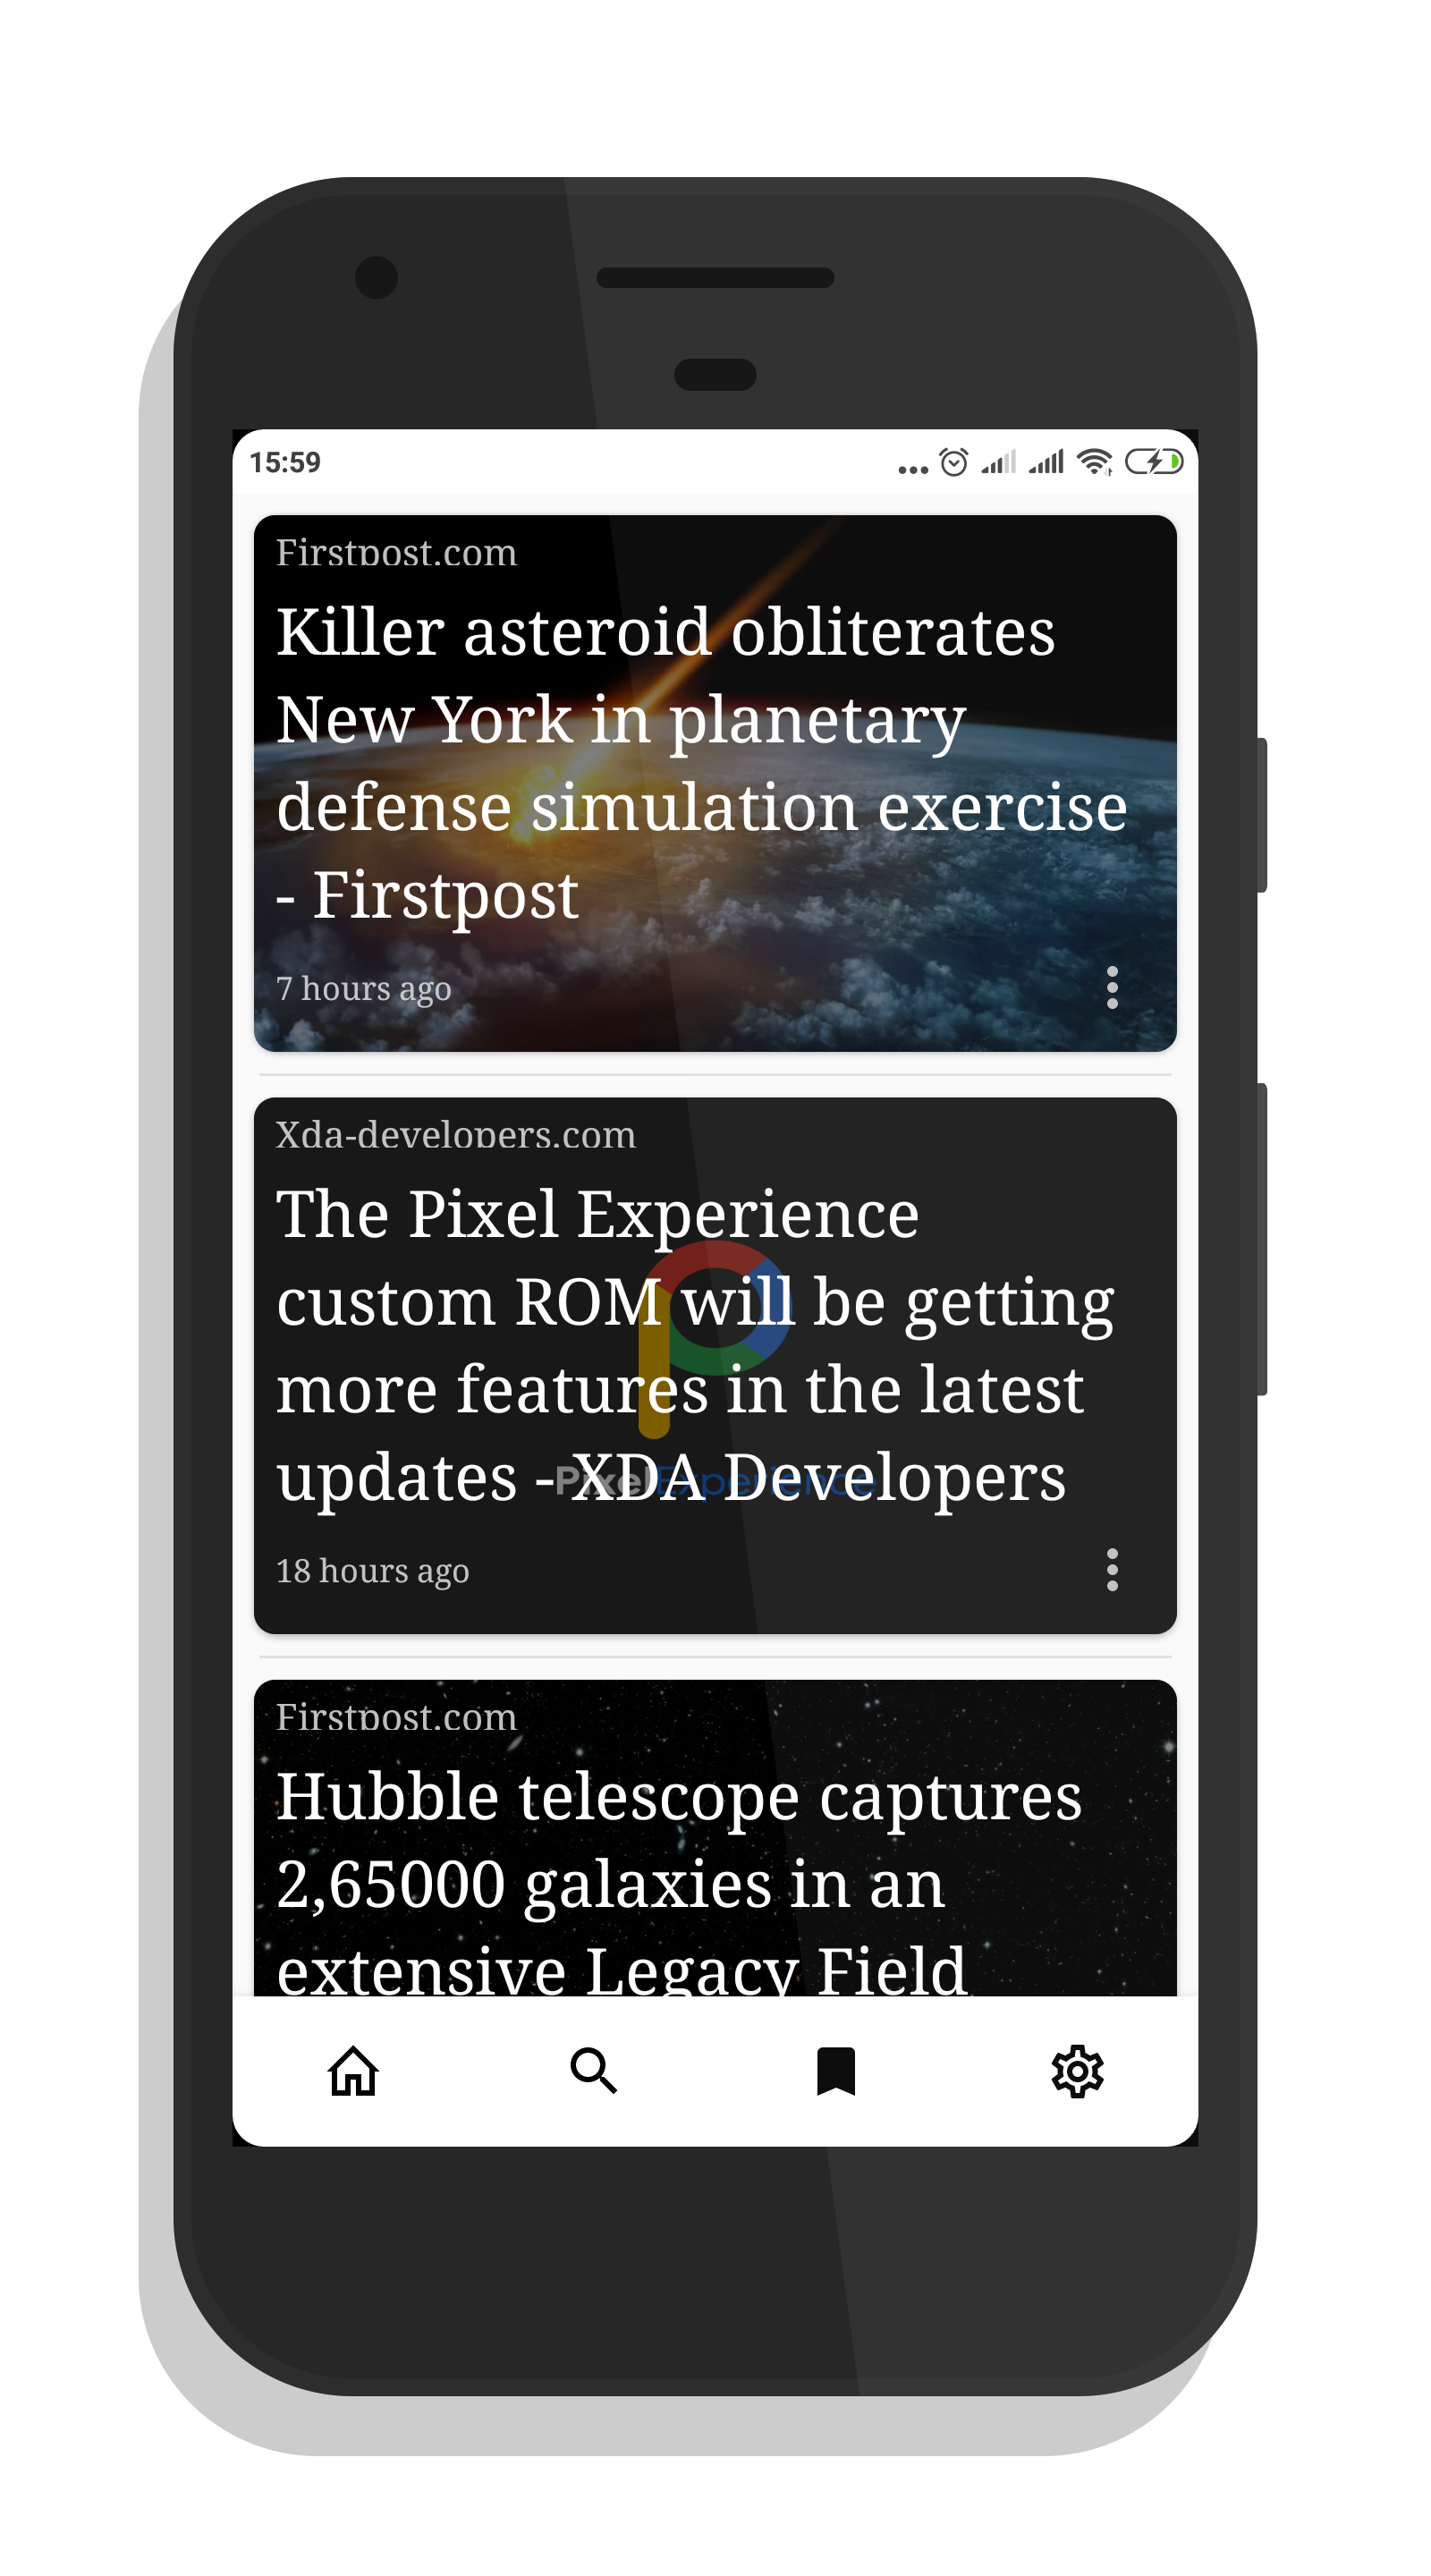 15:59
Firstpost.com
Killer asteroid obliterates
New York in planetary
defense simulation exercise
- Firstpost
7 hours ago
Xda-developers.com
The Pixel Experience
custom ROM will be getting
more features in the latest
updates - XDA Developers
PixelExperience
18 hours ago
Firstpost.com
Hubble telescope captures
2,65000 galaxies in an
extensive Legacy Field